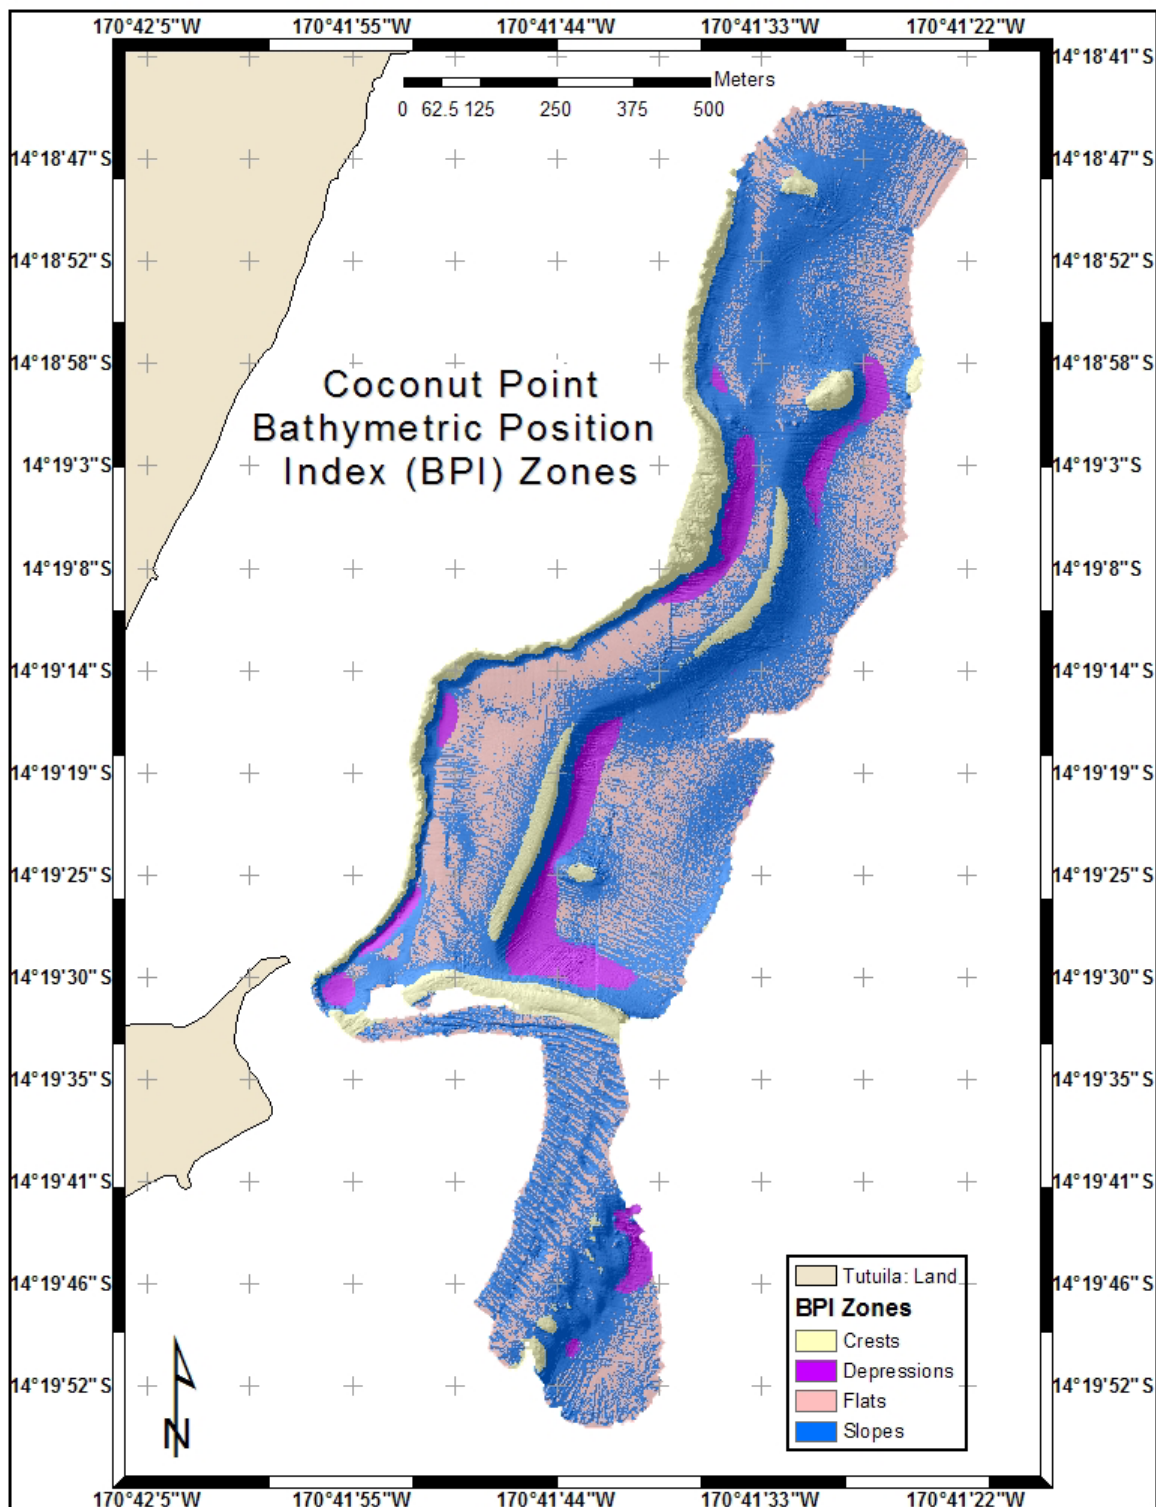 170°42'5"W 170°41'55"W 170°41'44"W 170°41'33"W 170°41'22"W
14°18'41"S
Meters
0 62.5 125 250 375 500
14°18'47"S 14°18'47"S
14°18'52"S 14°18'52"S
14°18'58"S 14°18'58"S
Coconut Point
Bathymetric Position
Index (BPI) Zones
14°19'3"S 14°19'3"S
14°19'8"S 14°19'8"S
14°19'14"S 14°19'14"S
14°19'19"S 14°19'19"S
14°19'25"S 14°19'25"S
14°19'30"S 14°19'30"S
14°19'35"S 14°19'35"S
14°19'41"S 14°19'41"S
14°19'46"S 14°19'46"S
Tutuila: Land
BPI Zones
Crests
Depressions
Flats
Slopes
14°19'52"S 14°19'52"S
N
170°42'5"W 170°41'55"W 170°41'44"W 170°41'33"W 170°41'22"W